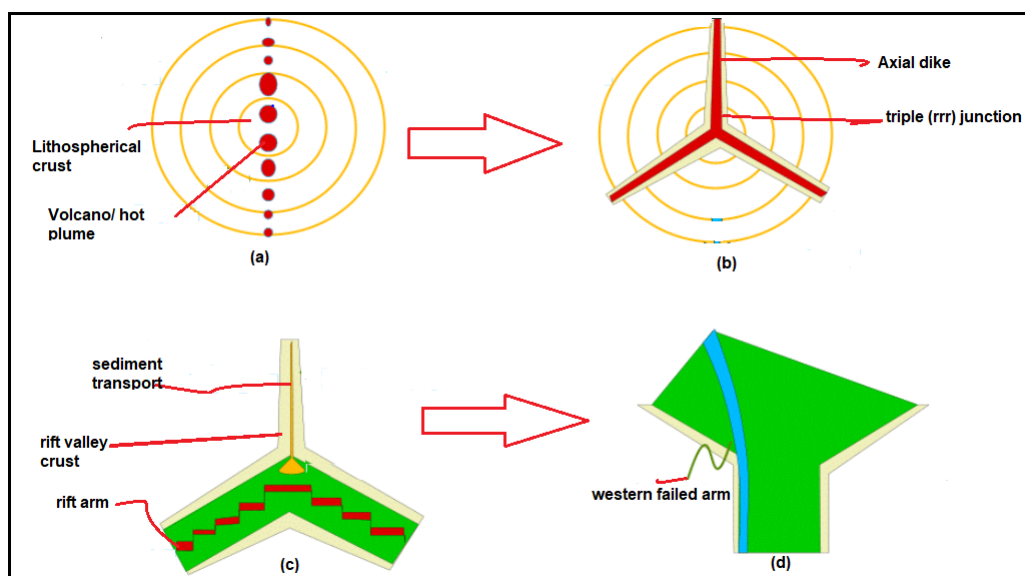 Axial dike
triple (rrr) junction
Lithospherical
crust
Volcano/ hot
plume
(a)
(b)
sediment
transport
rift valley
crust
rift arm
western failed arm
(c)
(d)